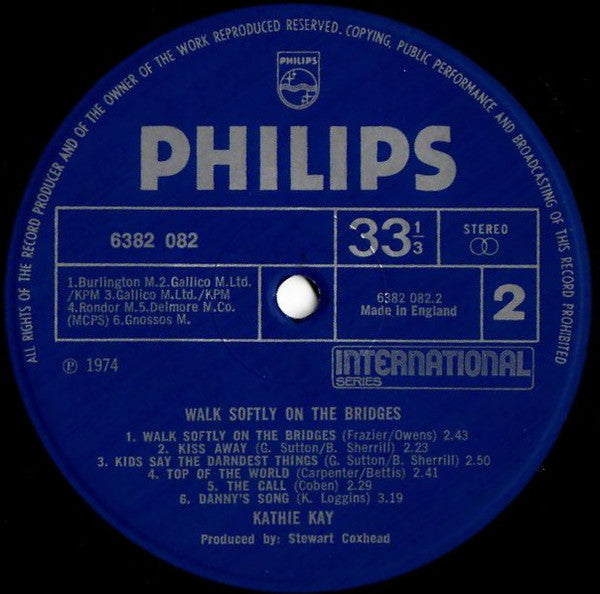 ALL RIGHTS OF THE RECORD PRODUCER AND OF THE OWNER OF THE WORK REPRODUCED RESERVED. COPYING, PUBLIC PERFORMANCE AND BROADCASTING OF THIS RECORD PROHIBITED
PHILIPS
PHILIPS
6382 082
33 1/3
STEREO
1.Burlington M.2.Gallico M.Ltd.
/KPM 3.Gallico M.Ltd./KPM
4.Rondor M.5.Delmore M.Co.
(MCPS) 6.Gnossos M.
6382 082.2
Made in England
2
℗ 1974
INTERNATIONAL
SERIES
WALK SOFTLY ON THE BRIDGES
1. WALK SOFTLY ON THE BRIDGES (Frazier/Owens) 2.43
2. KISS AWAY (G. Sutton/B. Sherrill) 2.23
3. KIDS SAY THE DARNDEST THINGS (G. Sutton/B. Sherrill) 2.50
4. TOP OF THE WORLD (Carpenter/Bettis) 2.41
5. THE CALL (Coben) 2.29
6. DANNY'S SONG (K. Loggins) 3.19
KATHIE KAY
Produced by: Stewart Coxhead